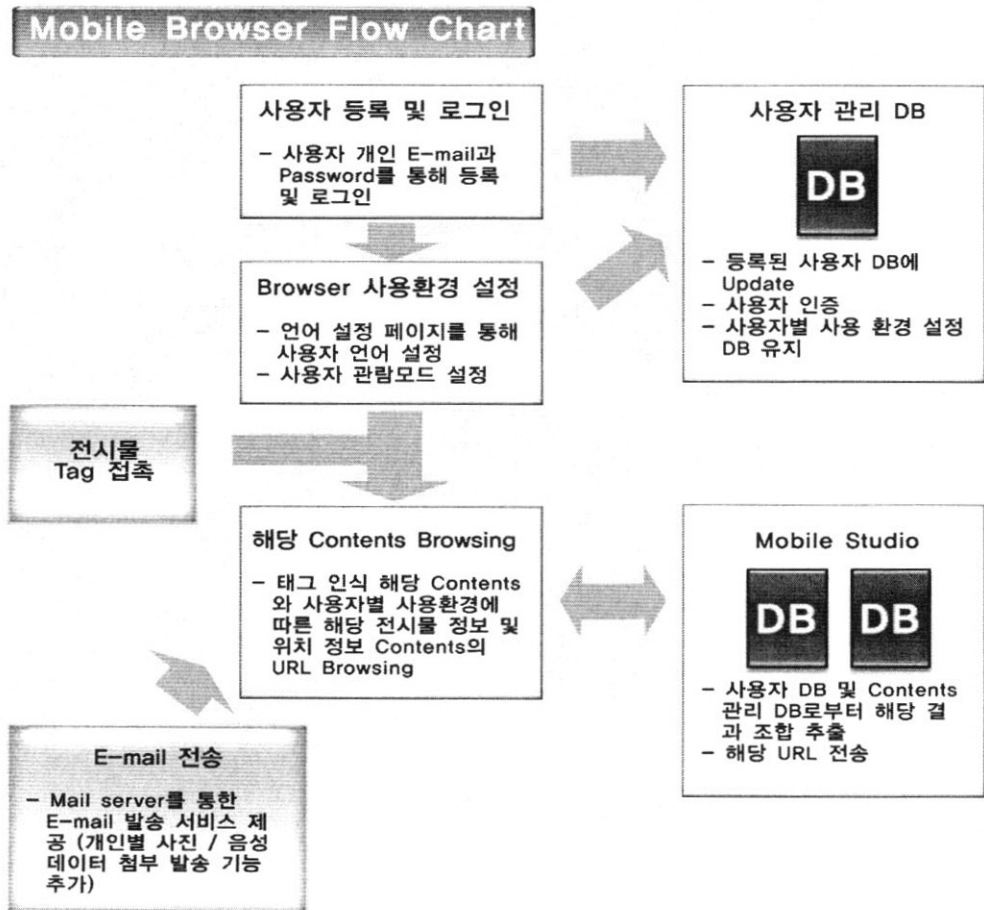 Mobile Browser Flow Chart
사용자 등록 및 로그인
– 사용자 개인 E-mail과
Password를 통해 등록
및 로그인
사용자 관리 DB
DB
– 등록된 사용자 DB에
Update
– 사용자 인증
– 사용자별 사용 환경 설정
DB 유지
Browser 사용환경 설정
– 언어 설정 페이지를 통해
사용자 언어 설정
– 사용자 관람모드 설정
전시물
Tag 접촉
해당 Contents Browsing
– 태그 인식 해당 Contents
와 사용자별 사용환경에
따른 해당 전시물 정보 및
위치 정보 Contents의
URL Browsing
Mobile Studio
DB DB
– 사용자 DB 및 Contents
관리 DB로부터 해당 결
과 조합 추출
– 해당 URL 전송
E-mail 전송
– Mail server를 통한
E-mail 발송 서비스 제
공 (개인별 사진 / 음성
데이터 첨부 발송 기능
추가)